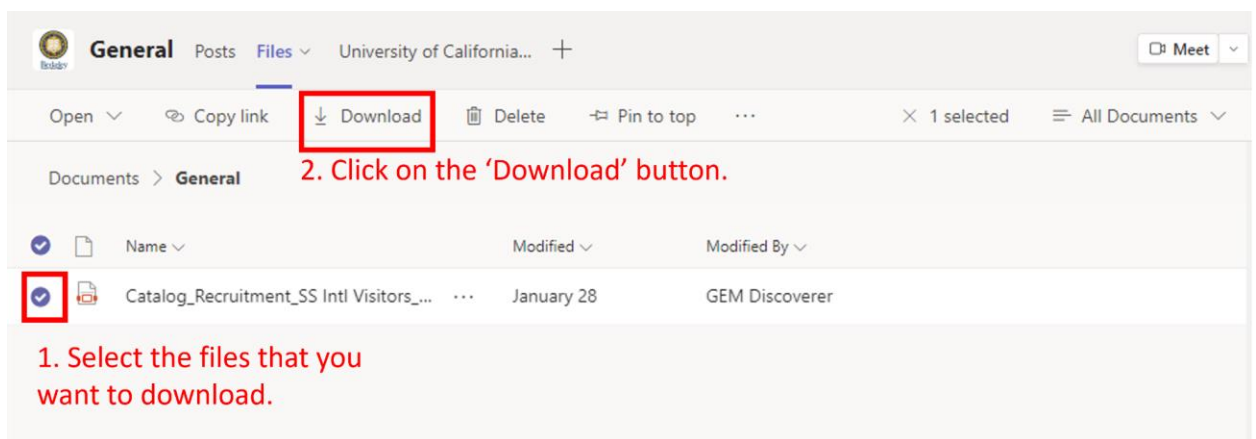 General Posts Files University of California... Meet
Berkeley
Open Copy link Download Delete Pin to top ... 1 selected All Documents
2. Click on the ‘Download’ button.
Documents > General
Name Modified Modified By
Catalog_Recruitment_SS Intl Visitors_... ... January 28 GEM Discoverer
1. Select the files that you
want to download.